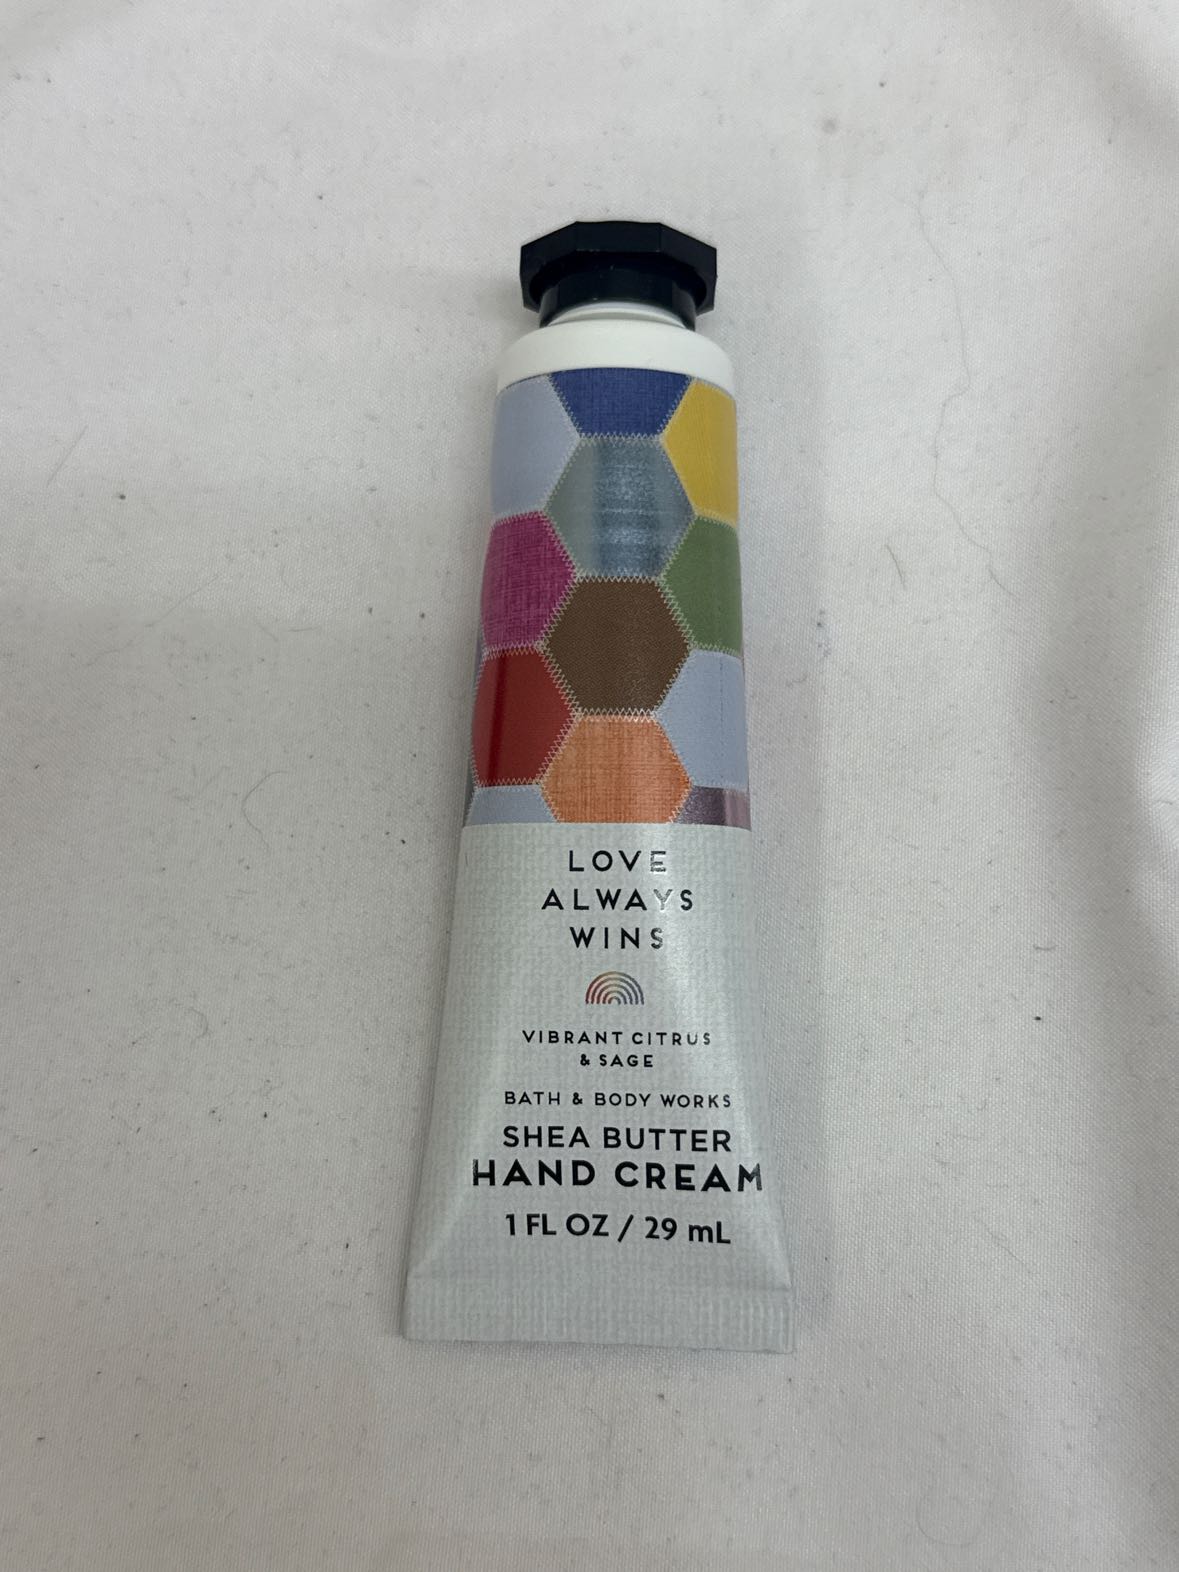 LOVE
ALWAYS
WINS
VIBRANT CITRUS
& SAGE
BATH & BODY WORKS
SHEA BUTTER
HAND CREAM
1 FL OZ / 29 mL